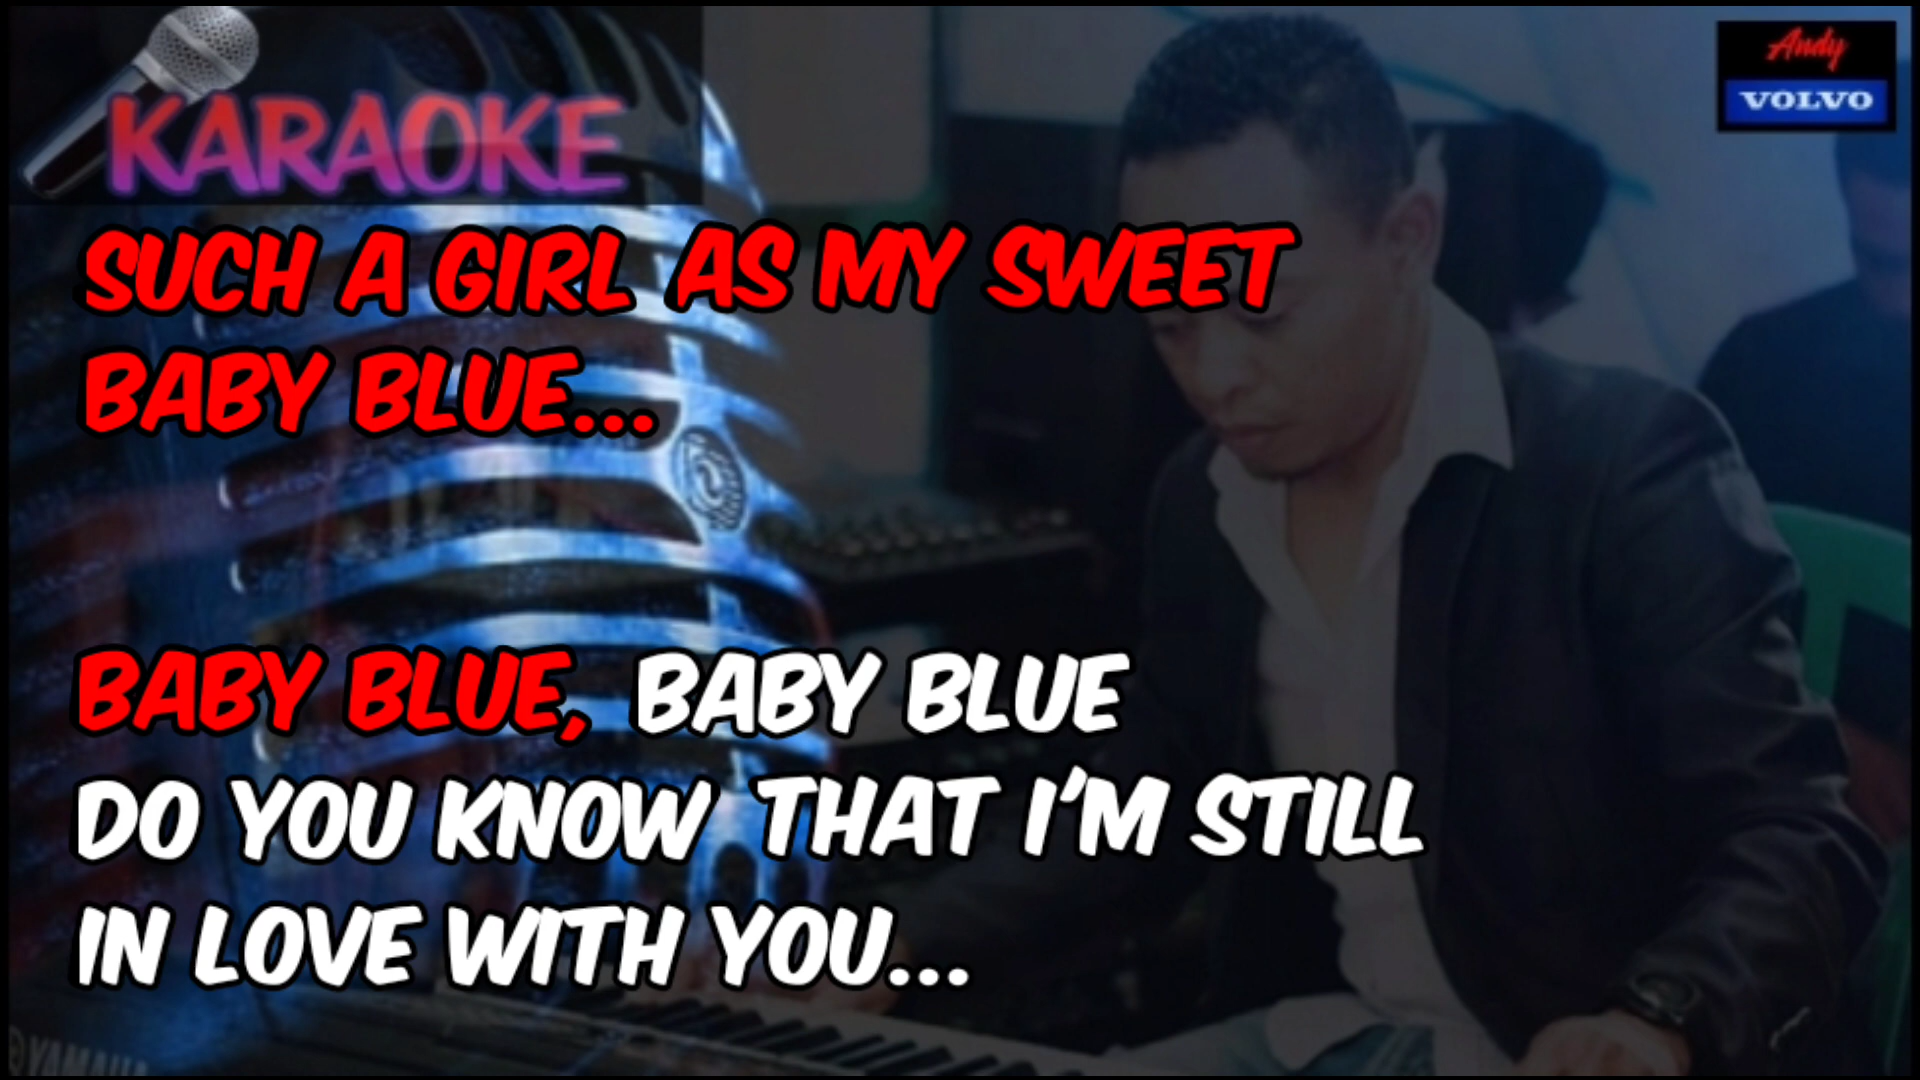 KARAOKE
Andy
VOLVO
SUCH A GIRL AS MY SWEET
BABY BLUE...
BABY BLUE, BABY BLUE
DO YOU KNOW THAT I'M STILL
IN LOVE WITH YOU...
YAMAHA